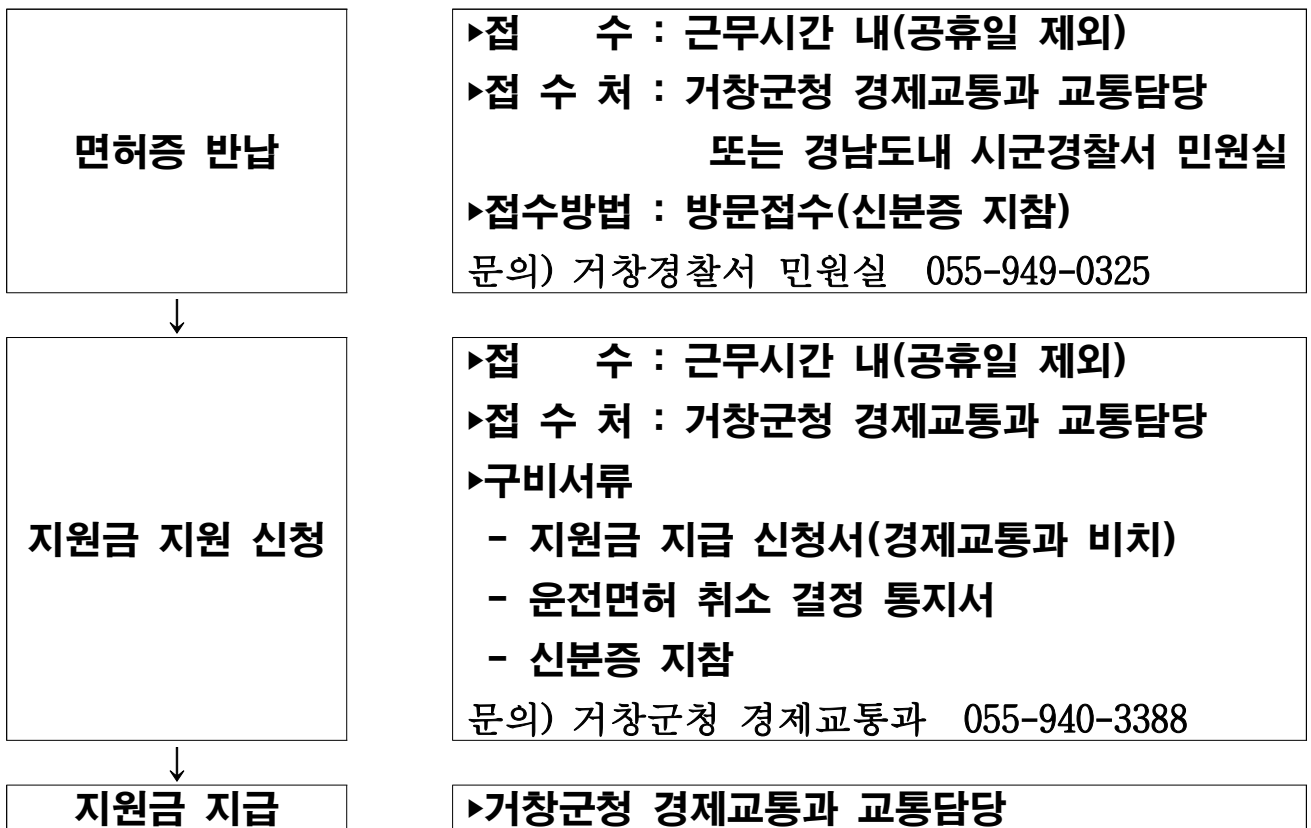 면허증 반납
▸접 수 : 근무시간 내(공휴일 제외)
▸접 수 처 : 거창군청 경제교통과 교통담당
또는 경남도내 시군경찰서 민원실
▸접수방법 : 방문접수(신분증 지참)
문의) 거창경찰서 민원실 055-949-0325
↓
지원금 지원 신청
▸접 수 : 근무시간 내(공휴일 제외)
▸접 수 처 : 거창군청 경제교통과 교통담당
▸구비서류
- 지원금 지급 신청서(경제교통과 비치)
- 운전면허 취소 결정 통지서
- 신분증 지참
문의) 거창군청 경제교통과 055-940-3388
↓
지원금 지급
▸거창군청 경제교통과 교통담당